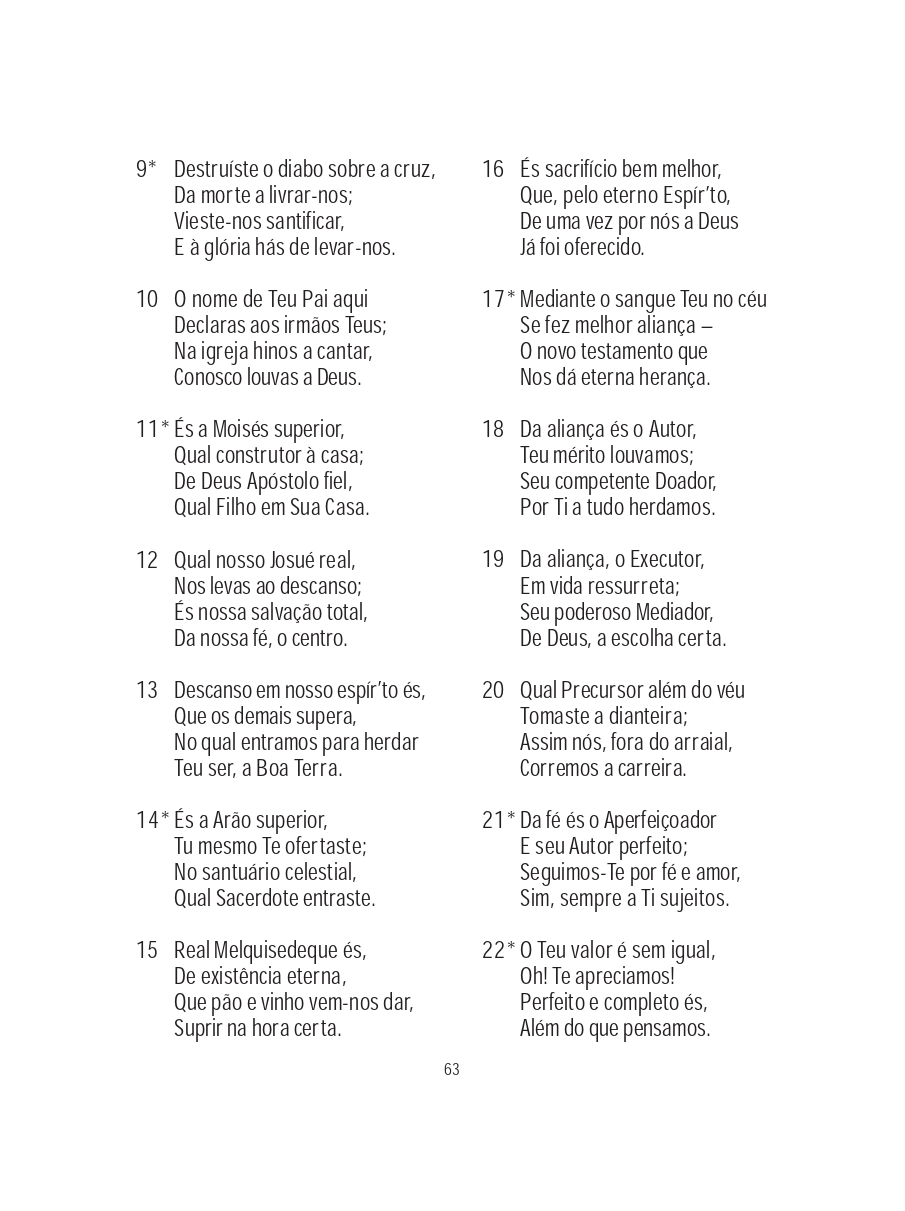 9* Destruíste o diabo sobre a cruz,
Da morte a livrar-nos;
Vieste-nos santificar,
E à glória hás de levar-nos.
10 O nome de Teu Pai aqui
Declaras aos irmãos Teus;
Na igreja hinos a cantar,
Conosco louvas a Deus.
11* És a Moisés superior,
Qual construtor à casa;
De Deus Apóstolo fiel,
Qual Filho em Sua Casa.
12 Qual nosso Josué real,
Nos levas ao descanso;
És nossa salvação total,
Da nossa fé, o centro.
13 Descanso em nosso espír’to és,
Que os demais supera,
No qual entramos para herdar
Teu ser, a Boa Terra.
14* És a Arão superior,
Tu mesmo Te ofertaste;
No santuário celestial,
Qual Sacerdote entraste.
15 Real Melquisedeque és,
De existência eterna,
Que pão e vinho vem-nos dar,
Suprir na hora certa.
16 És sacrifício bem melhor,
Que, pelo eterno Espír’to,
De uma vez por nós a Deus
Já foi oferecido.
17* Mediante o sangue Teu no céu
Se fez melhor aliança –
O novo testamento que
Nos dá eterna herança.
18 Da aliança és o Autor,
Teu mérito louvamos;
Seu competente Doador,
Por Ti a tudo herdamos.
19 Da aliança, o Executor,
Em vida ressurreta;
Seu poderoso Mediador,
De Deus, a escolha certa.
20 Qual Precursor além do véu
Tomaste a dianteira;
Assim nós, fora do arraial,
Corremos a carreira.
21* Da fé és o Aperfeiçoador
E seu Autor perfeito;
Seguimos-Te por fé e amor,
Sim, sempre a Ti sujeitos.
22* O Teu valor é sem igual,
Oh! Te apreciamos!
Perfeito e completo és,
Além do que pensamos.
63